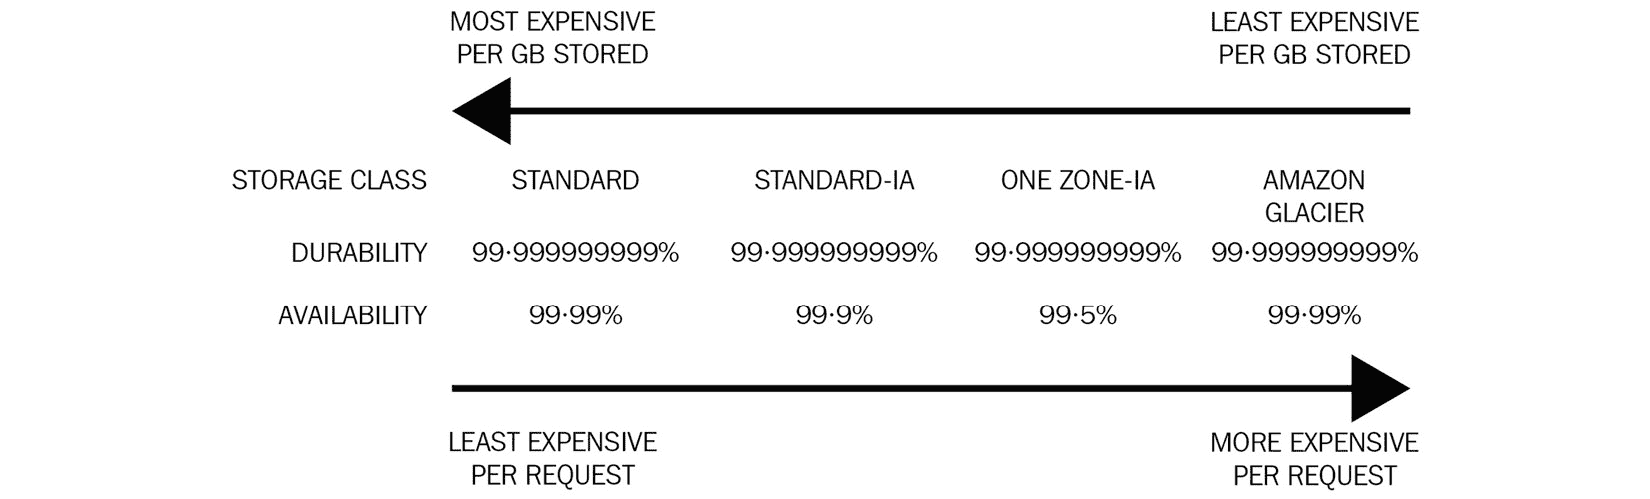 MOST EXPENSIVE
PER GB STORED
LEAST EXPENSIVE
PER GB STORED
STORAGE CLASS STANDARD STANDARD-IA ONE ZONE-IA AMAZON
GLACIER
DURABILITY 99·999999999% 99·999999999% 99·999999999% 99·999999999%
AVAILABILITY 99·99% 99·9% 99·5% 99·99%
LEAST EXPENSIVE
PER REQUEST
MORE EXPENSIVE
PER REQUEST